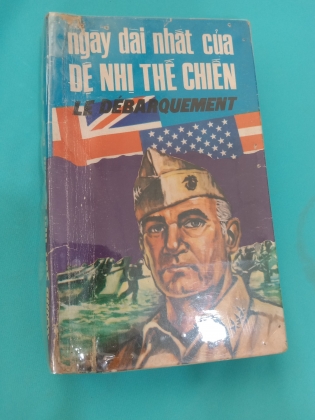 ngày dài nhất của
ĐỆ NHỊ THẾ CHIẾN
LE DÉBARQUEMENT